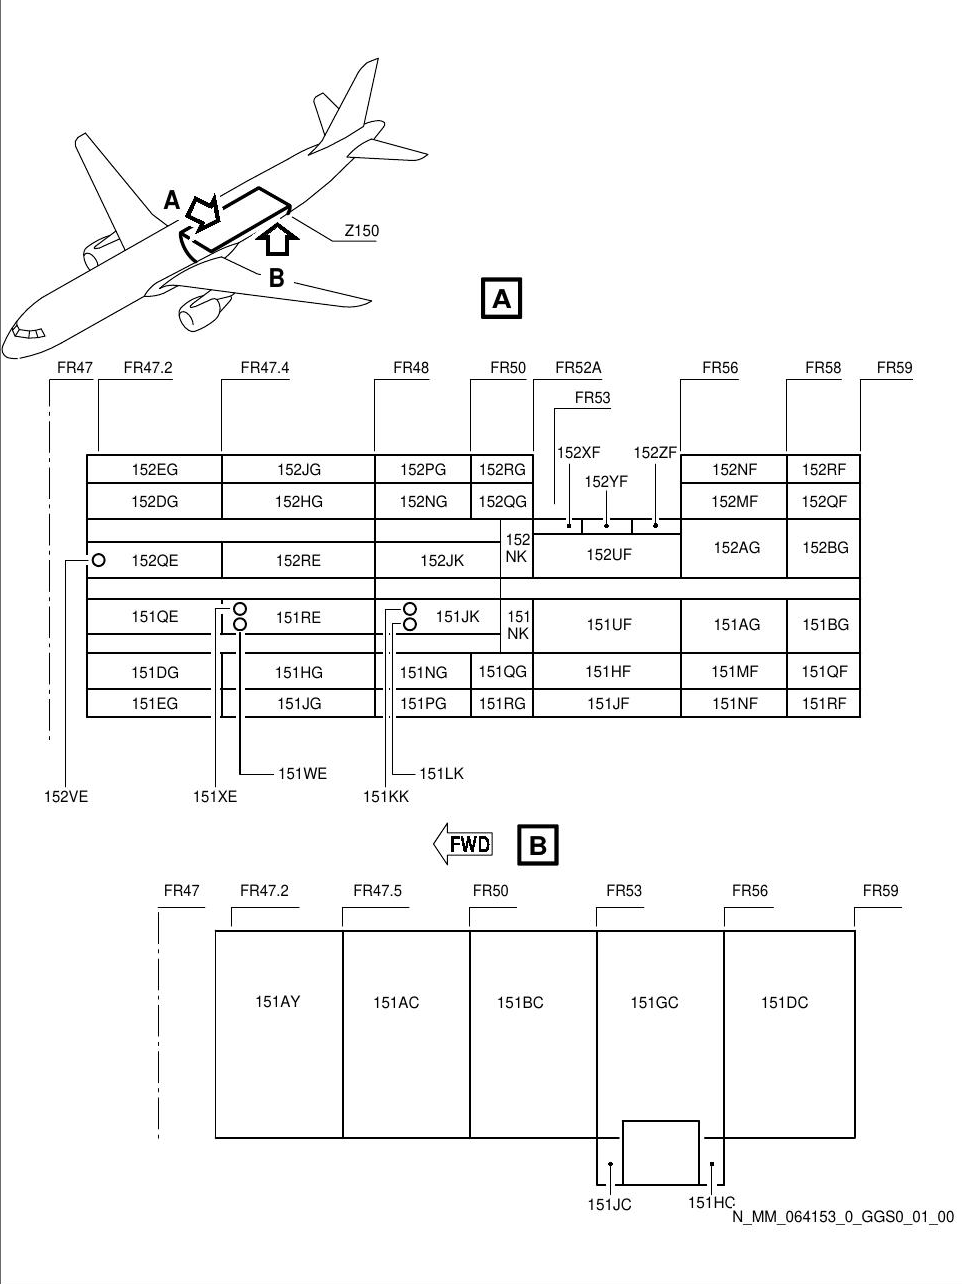 A
Z150
B
A
FR47 FR47.2 FR47.4 FR48 FR50 FR52A FR56 FR58 FR59
FR53
152XF 152ZF
152YF
152EG 152JG 152PG 152RG 152NF 152RF
152DG 152HG 152NG 152QG 152MF 152QF
152QE 152RE 152JK 152 NK 152UF 152AG 152BG
151QE 151RE 151JK 151 NK 151UF 151AG 151BG
151DG 151HG 151NG 151QG 151HF 151MF 151QF
151EG 151JG 151PG 151RG 151JF 151NF 151RF
151WE 151LK
152VE 151XE 151KK
FWD B
FR47 FR47.2 FR47.5 FR50 FR53 FR56 FR59
151AY 151AC 151BC 151GC 151DC
151JC 151HC
N_MM_064153_0_GGS0_01_00